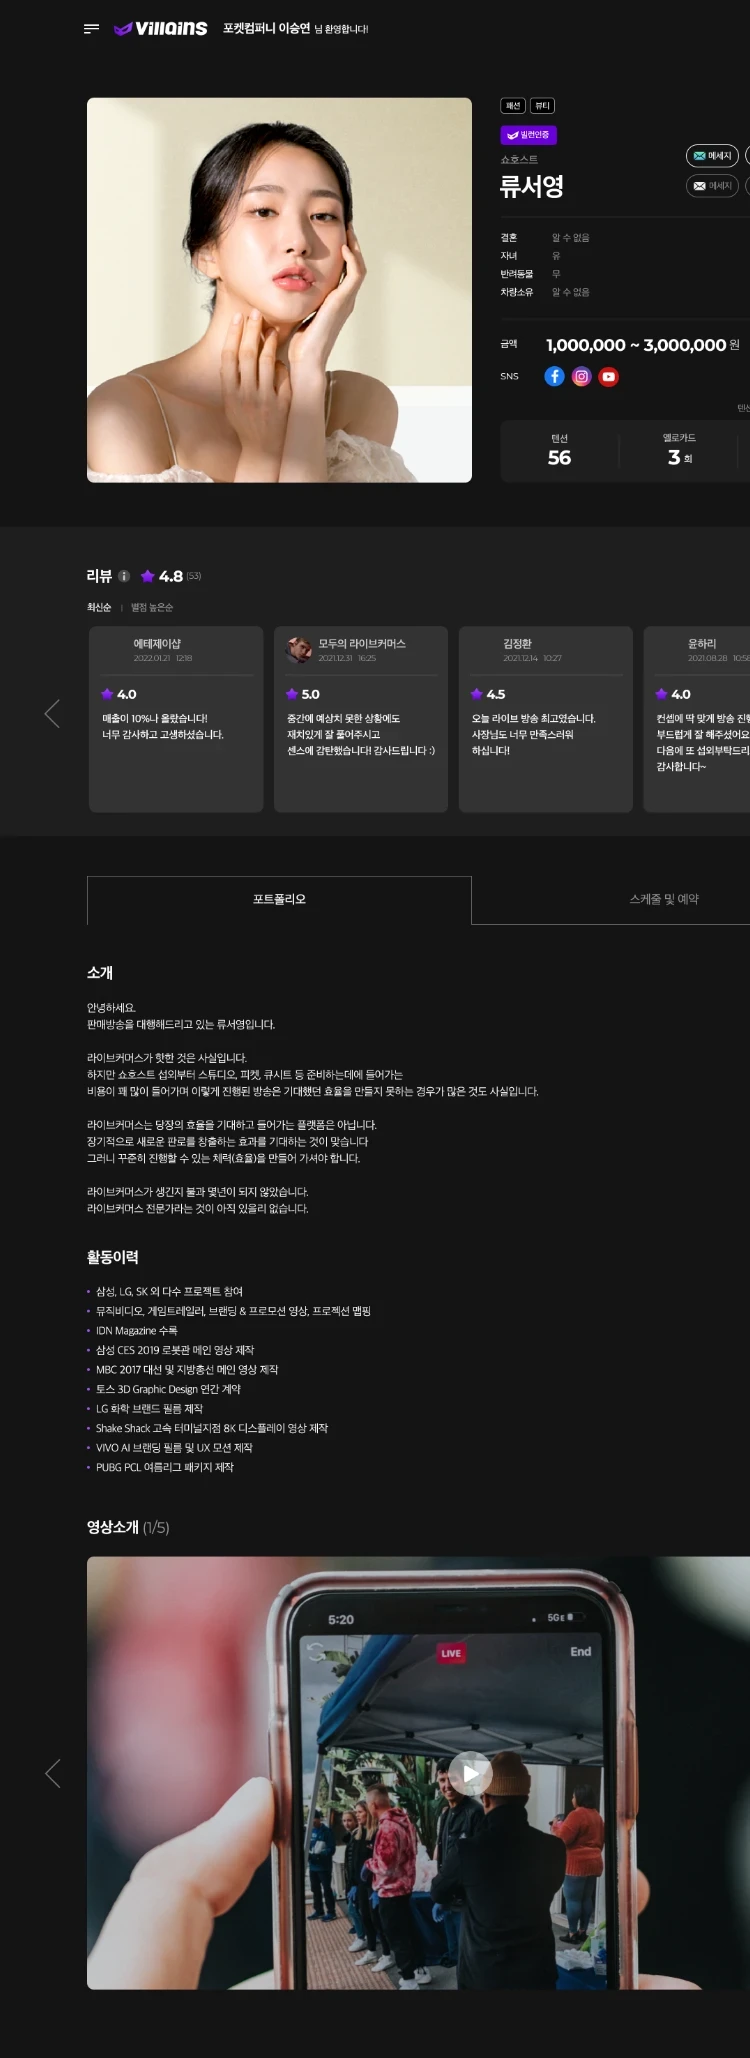 Villains 포켓컴퍼니 이승연 님 환영합니다!
패션 뷰티
빌런인증
쇼호스트
메세지
류서영
메세지
결혼 알 수 없음
자녀 유
반려동물 무
차량소유 알 수 없음
금액 1,000,000 ~ 3,000,000 원
SNS
텐션
텐션 옐로카드
56 3 회
리뷰 4.8 (53)
최신순 | 별점 높은순
에테제이샵
2022.01.21 12:18
4.0
매출이 10%나 올랐습니다!
너무 감사하고 고생하셨습니다.
모두의 라이브커머스
2021.12.31 16:25
5.0
중간에 예상치 못한 상황에도
재치있게 잘 풀어주시고
센스에 감탄했습니다! 감사드립니다 :)
김정환
2021.12.14 10:27
4.5
오늘 라이브 방송 최고였습니다.
사장님도 너무 만족스러워
하십니다!
윤하리
2021.08.28 10:58
4.0
컨셉에 딱 맞게 방송
부드럽게 잘 해주셨어요
다음에 또 섭외부탁드리
감사합니다~
포트폴리오 스케줄 및 예약
소개
안녕하세요.
판매방송을 대행해드리고 있는 류서영입니다.
라이브커머스가 핫한 것은 사실입니다.
하지만 쇼호스트 섭외부터 스튜디오, 피켓, 큐시트 등 준비하는데에 들어가는
비용이 꽤 많이 들어가며 이렇게 진행된 방송은 기대했던 효율을 만들지 못하는 경우가 많은 것도 사실입니다.
라이브커머스는 당장의 효율을 기대하고 들어가는 플랫폼은 아닙니다.
장기적으로 새로운 판로를 창출하는 효과를 기대하는 것이 맞습니다
그러니 꾸준히 진행할 수 있는 체력(효율)을 만들어 가셔야 합니다.
라이브커머스가 생긴지 불과 몇년이 되지 않았습니다.
라이브커머스 전문가라는 것이 아직 있을리 없습니다.
활동이력
• 삼성, LG, SK 외 다수 프로젝트 참여
• 뮤직비디오, 게임트레일러, 브랜딩 & 프로모션 영상, 프로젝션 맵핑
• IDN Magazine 수록
• 삼성 CES 2019 로봇관 메인 영상 제작
• MBC 2017 대선 및 지방총선 메인 영상 제작
• 토스 3D Graphic Design 연간 계약
• LG 화학 브랜드 필름 제작
• Shake Shack 고속 터미널지점 8K 디스플레이 영상 제작
• VIVO AI 브랜딩 필름 및 UX 모션 제작
• PUBG PCL 여름리그 패키지 제작
영상소개 (1/5)
5:20 5GE
LIVE End